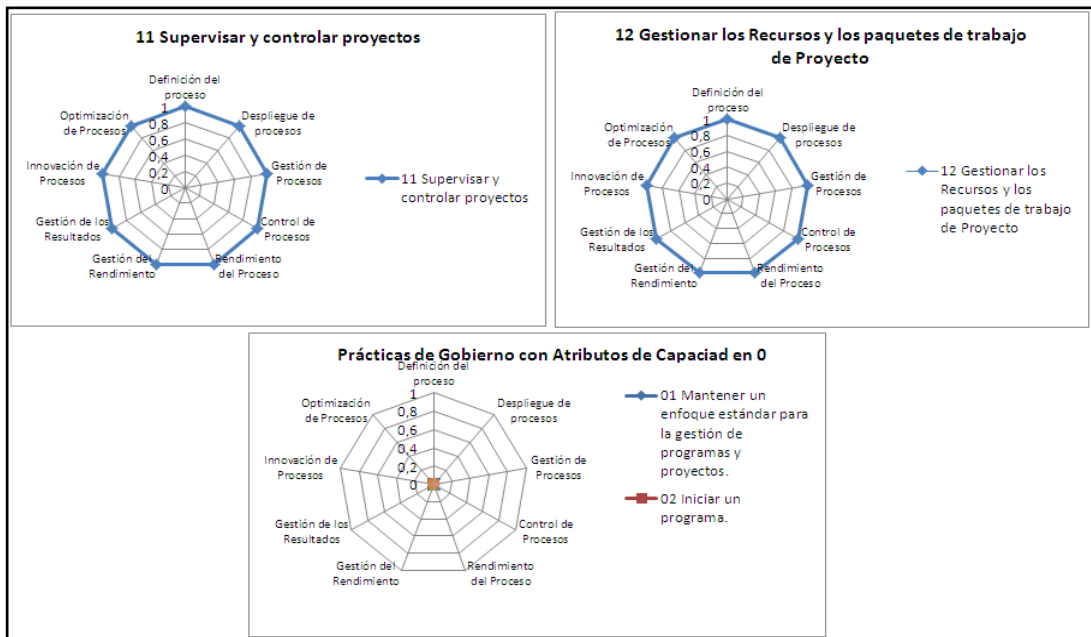 11 Supervisar y controlar proyectos
Definición del
proceso
Despliegue de
procesos
Gestión de
Procesos
Control de
Procesos
Rendimiento
del Proceso
Gestión del
Rendimiento
Gestión de los
Resultados
Innovación de
Procesos
Optimización
de Procesos
1
0,8
0,6
0,4
0,2
0
11 Supervisar y
controlar proyectos
12 Gestionar los Recursos y los paquetes de trabajo
de Proyecto
Definición del
proceso
Despliegue de
procesos
Gestión de
Procesos
Control de
Procesos
Rendimiento
del Proceso
Gestión del
Rendimiento
Gestión de los
Resultados
Innovación de
Procesos
Optimización
de Procesos
1
0,8
0,6
0,4
0,2
0
12 Gestionar los
Recursos y los
paquetes de trabajo
de Proyecto
Prácticas de Gobierno con Atributos de Capaciad en 0
Definición del
proceso
Despliegue de
procesos
Gestión de
Procesos
Control de
Procesos
Rendimiento
del Proceso
Gestión del
Rendimiento
Gestión de los
Resultados
Innovación de
Procesos
Optimización
de Procesos
1
0,8
0,6
0,4
0,2
0
01 Mantener un
enfoque estándar para
la gestión de
programas y
proyectos.
02 Iniciar un
programa.